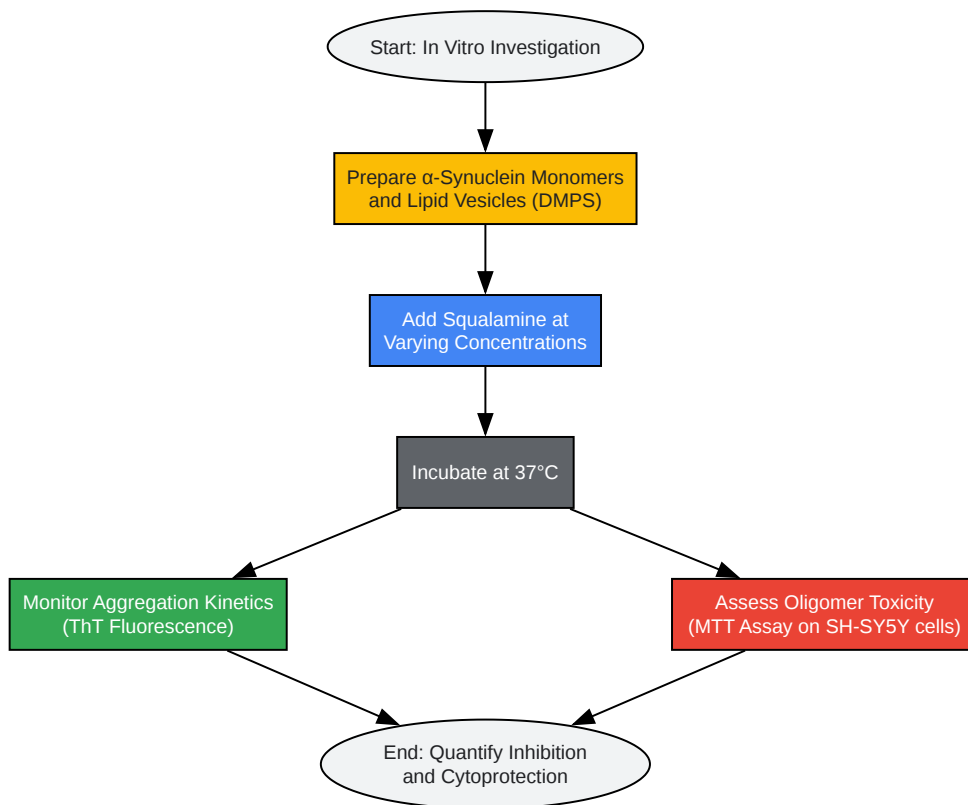 Start: In Vitro Investigation
Prepare α-Synuclein Monomers
and Lipid Vesicles (DMPS)
Add Squalamine at
Varying Concentrations
Incubate at 37°C
Monitor Aggregation Kinetics
(ThT Fluorescence)
Assess Oligomer Toxicity
(MTT Assay on SH-SY5Y cells)
End: Quantify Inhibition
and Cytoprotection